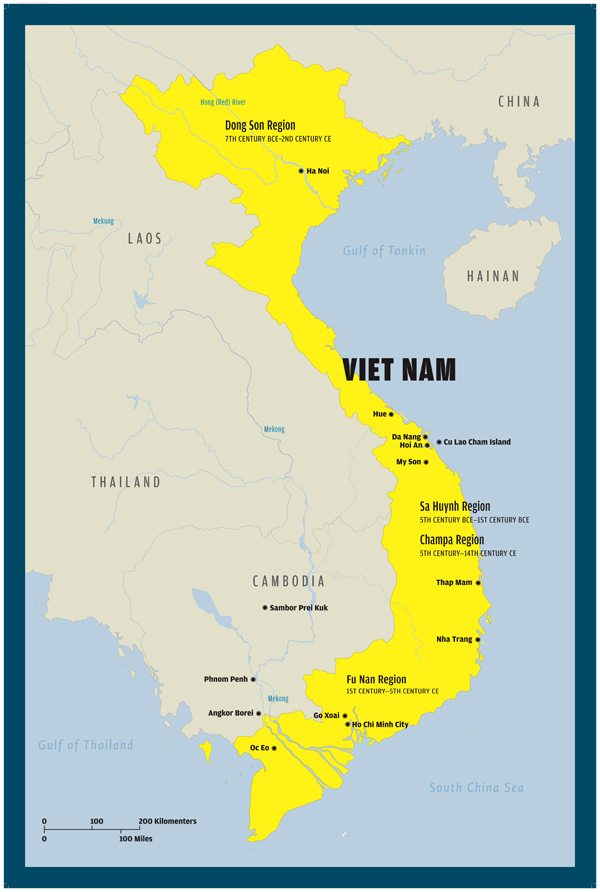 CHINA
Hong (Red) River
Dong Son Region
7TH CENTURY BCE-2ND CENTURY CE
Ha Noi
Mekong
LAOS
Gulf of Tonkin
HAINAN
VIET NAM
Hue
Da Nang
Hoi An
Cu Lao Cham Island
My Son
Mekong
THAILAND
Sa Huynh Region
5TH CENTURY BCE–1ST CENTURY BCE
Champa Region
5TH CENTURY–14TH CENTURY CE
CAMBODIA
Thap Mam
Sambor Prei Kuk
Nha Trang
Phnom Penh
Fu Nan Region
1ST CENTURY–5TH CENTURY CE
Mekong
Angkor Borei
Go Xoai
Ho Chi Minh City
Gulf of Thailand
Oc Eo
South China Sea
0 100 200 Kilomenters
0 100 Miles